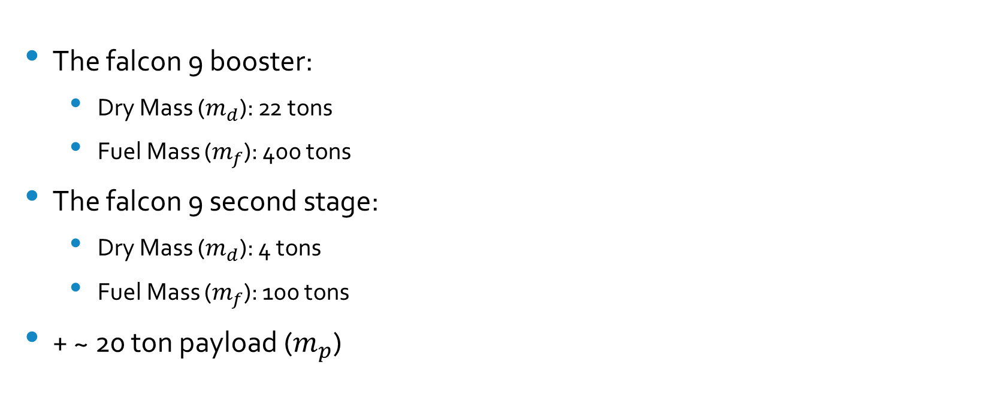 • The falcon 9 booster:
• Dry Mass (m_d): 22 tons
• Fuel Mass (m_f): 400 tons
• The falcon 9 second stage:
• Dry Mass (m_d): 4 tons
• Fuel Mass (m_f): 100 tons
• + ~ 20 ton payload (m_p)